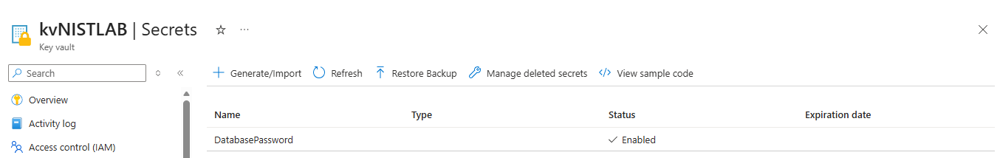 kvNISTLAB | Secrets
Key vault
Search
Generate/Import Refresh Restore Backup Manage deleted secrets View sample code
Overview
Activity log
Access control (IAM)
Name Type Status Expiration date
DatabasePassword Enabled